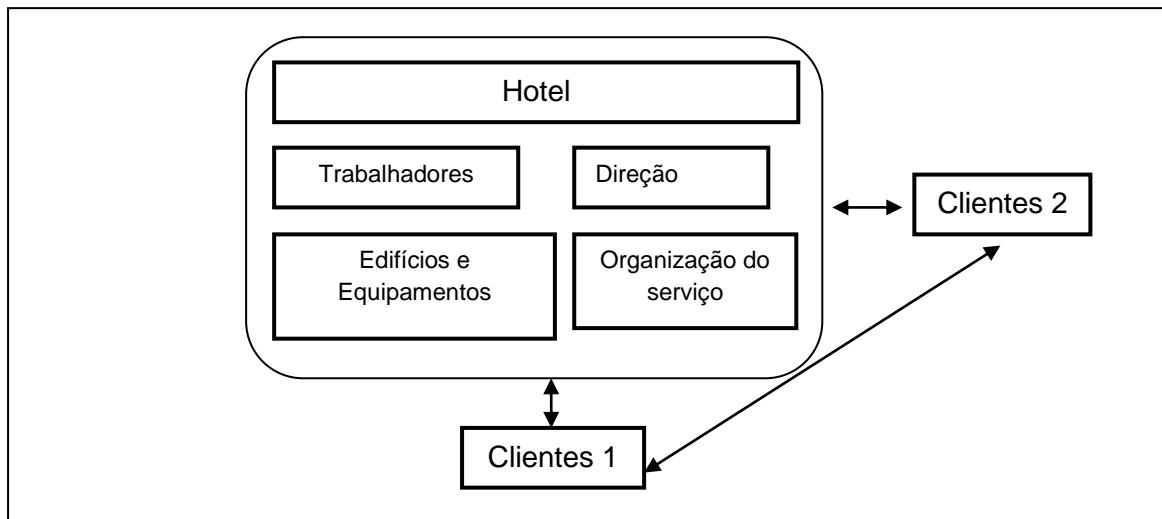 Hotel
Trabalhadores
Direção
Clientes 2
Edifícios e
Equipamentos
Organização do
serviço
Clientes 1